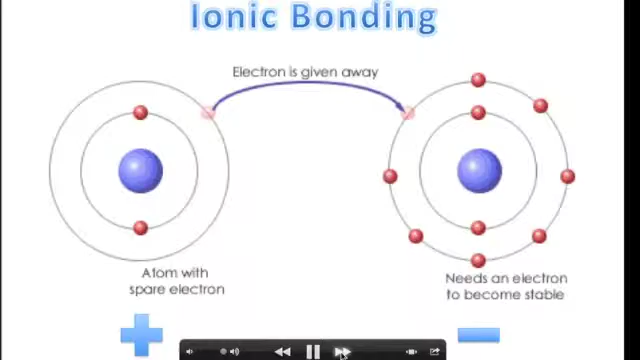 Ionic Bonding
Electron is given away
Atom with
spare electron
Needs an electron
to become stable